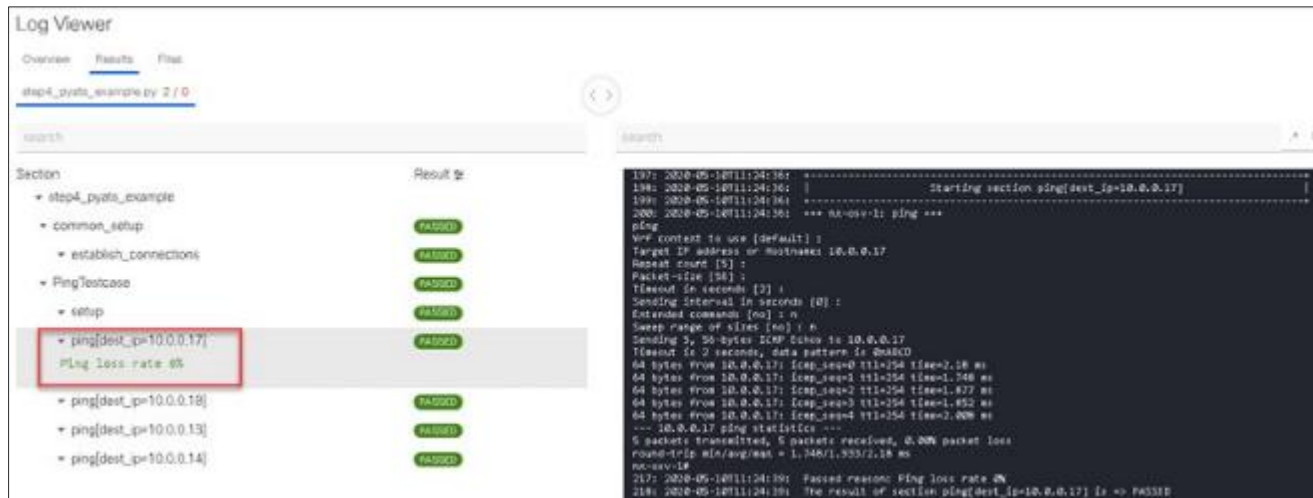 Log Viewer
Overview Results Files
step4_pyats_example.py 2 / 0
search
search
Section Result
step4_pyats_example
common_setup PASSED
establish_connections PASSED
PingTestcase PASSED
setup PASSED
ping[dest_ip=10.0.0.17] PASSED
Ping loss rate 0%
ping[dest_ip=10.0.0.18] PASSED
ping[dest_ip=10.0.0.13] PASSED
ping[dest_ip=10.0.0.14] PASSED
197: 2020-05-10T11:24:36:
198: 2020-05-10T11:24:36: | Starting section ping[dest_ip=10.0.0.17] |
199: 2020-05-10T11:24:36:
200: 2020-05-10T11:24:36: +++ nx-osv-1: ping +++
ping
Vrf context to use [default] :
Target IP address or Hostname: 10.0.0.17
Repeat count [5] :
Packet-size [56] :
Timeout in seconds [2] :
Sending interval in seconds [0] :
Extended commands [no] : n
Sweep range of sizes [no] : n
Sending 5, 56-bytes ICMP Echos to 10.0.0.17
Timeout is 2 seconds, data pattern is 0xABCD
64 bytes from 10.0.0.17: icmp_seq=0 ttl=254 time=2.18 ms
64 bytes from 10.0.0.17: icmp_seq=1 ttl=254 time=1.748 ms
64 bytes from 10.0.0.17: icmp_seq=2 ttl=254 time=1.877 ms
64 bytes from 10.0.0.17: icmp_seq=3 ttl=254 time=1.852 ms
64 bytes from 10.0.0.17: icmp_seq=4 ttl=254 time=2.008 ms
--- 10.0.0.17 ping statistics ---
5 packets transmitted, 5 packets received, 0.00% packet loss
round-trip min/avg/max = 1.748/1.933/2.18 ms
nx-osv-1#
217: 2020-05-10T11:24:39: Passed reason: Ping loss rate 0%
218: 2020-05-10T11:24:39: The result of section ping[dest_ip=10.0.0.17] is => PASSED